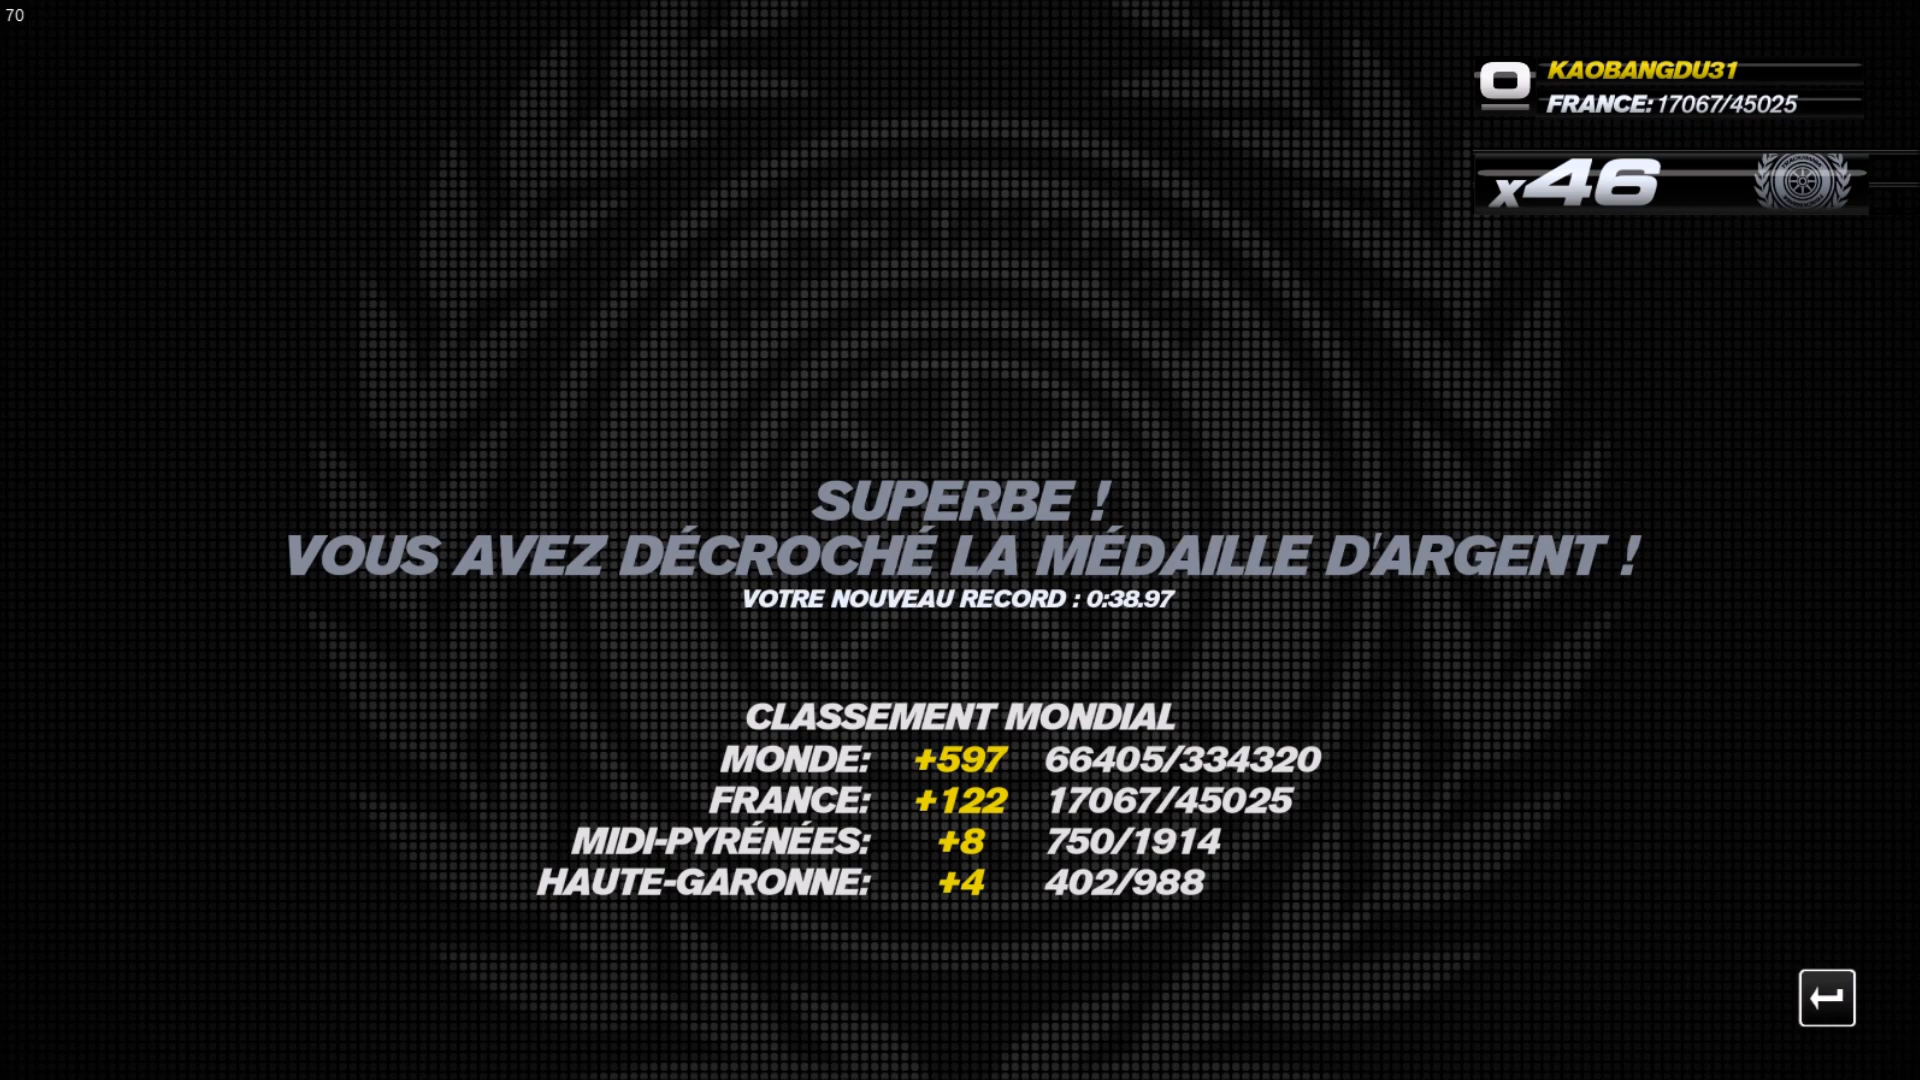 70
KAOBANGDU31
0
FRANCE: 17067/45025
x46
SUPERBE !
VOUS AVEZ DÉCROCHÉ LA MÉDAILLE D'ARGENT !
VOTRE NOUVEAU RECORD : 0:38.97
CLASSEMENT MONDIAL
MONDE: +597 66405/334320
FRANCE: +122 17067/45025
MIDI-PYRÉNÉES: +8 750/1914
HAUTE-GARONNE: +4 402/988